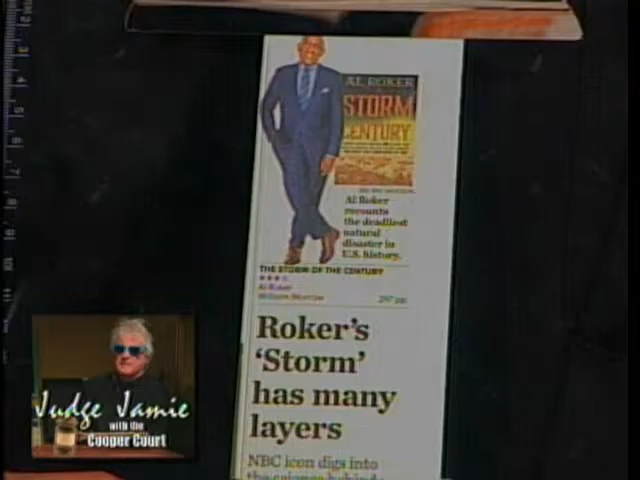 AL ROKER
STORM
CENTURY
Al Roker
recounts
the deadliest
natural
disaster in
U.S. history.
THE STORM OF THE CENTURY
Al Roker
William Morrow
Roker's
'Storm'
has many
layers
NBC icon digs into
Judge Jamie
with the
Cooper Court